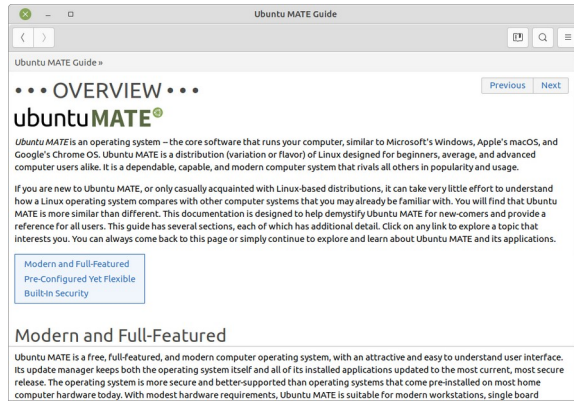 Ubuntu MATE Guide
Ubuntu MATE Guide »
Previous Next
• • • OVERVIEW • • •
ubuntu MATE
Ubuntu MATE is an operating system – the core software that runs your computer, similar to Microsoft's Windows, Apple's macOS, and
Google's Chrome OS. Ubuntu MATE is a distribution (variation or flavor) of Linux designed for beginners, average, and advanced
computer users alike. It is a dependable, capable, and modern computer system that rivals all others in popularity and usage.
If you are new to Ubuntu MATE, or only casually acquainted with Linux-based distributions, it can take very little effort to understand
how a Linux operating system compares with other computer systems that you may already be familiar with. You will find that Ubuntu
MATE is more similar than different. This documentation is designed to help demystify Ubuntu MATE for new-comers and provide a
reference for all users. This guide has several sections, each of which has additional detail. Click on any link to explore a topic that
interests you. You can always come back to this page or simply continue to explore and learn about Ubuntu MATE and its applications.
Modern and Full-Featured
Pre-Configured Yet Flexible
Built-In Security
Modern and Full-Featured
Ubuntu MATE is a free, full-featured, and modern computer operating system, with an attractive and easy to understand user interface.
Its update manager keeps both the operating system itself and all of its installed applications updated to the most current, most secure
release. The operating system is more secure and better-supported than operating systems that come pre-installed on most home
computer hardware today. With modest hardware requirements, Ubuntu MATE is suitable for modern workstations, single board